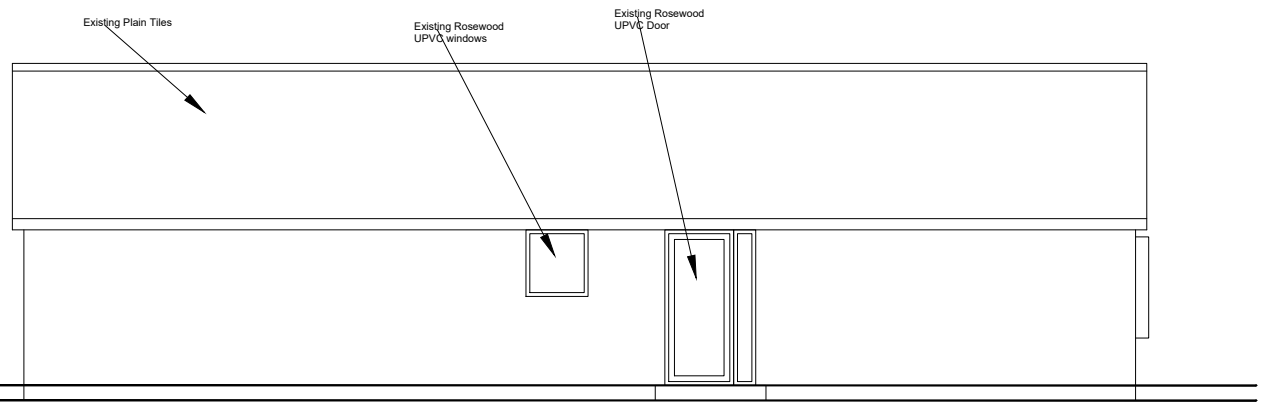 Existing Plain Tiles
Existing Rosewood
UPVC windows
Existing Rosewood
UPVC Door